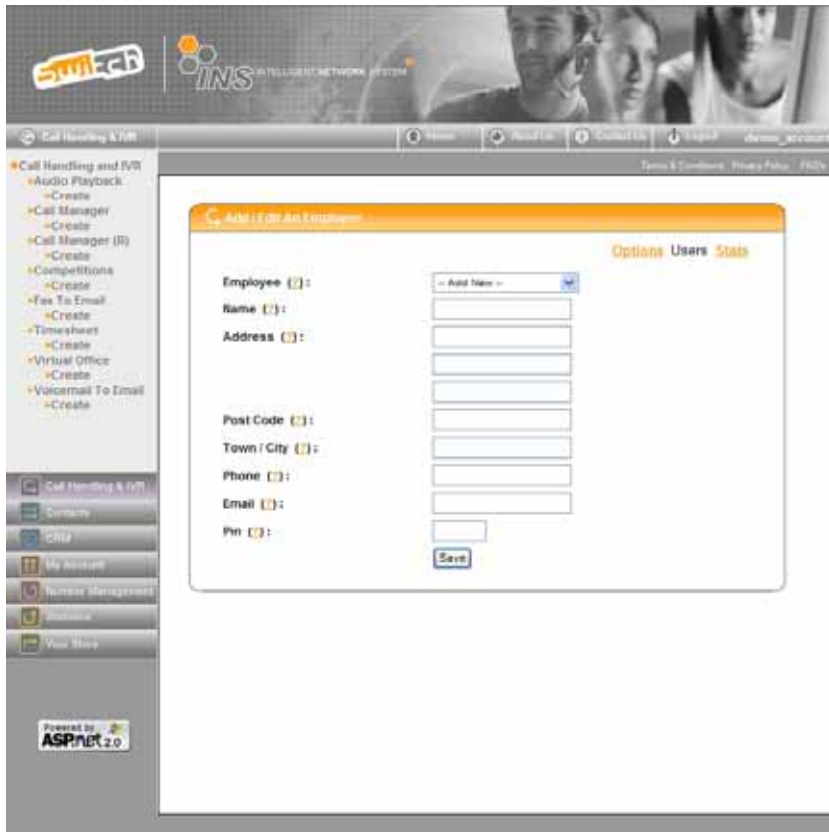 switch
INS INTELLIGENT NETWORK SYSTEM
Call Handling & IVR
Home
About Us
Contact Us
Logout
demo_account
Terms & Conditions Privacy Policy FAQ's
Call Handling and IVR
Audio Playback
Create
Call Manager
Create
Call Manager (B)
Create
Competitions
Create
Fax To Email
Create
Timesheet
Create
Virtual Office
Create
Voicemail To Email
Create
Add / Edit An Employee
Options Users Stats
Employee (?):
-- Add New --
Name (?):
Address (?):
Post Code (?):
Town / City (?):
Phone (?):
Email (?):
Pin (?):
Save
Call Handling & IVR
Contacts
CRM
My Account
Number Management
Statistics
Your Store
Powered by
ASP.net 2.0